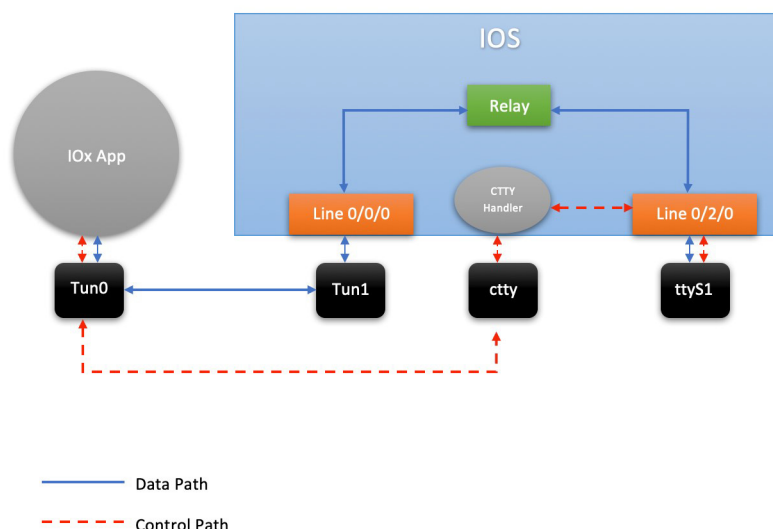 IOS
Relay
IOx App
CTTY
Handler
Line 0/0/0
Line 0/2/0
Tun0
Tun1
ctty
ttyS1
Data Path
Control Path